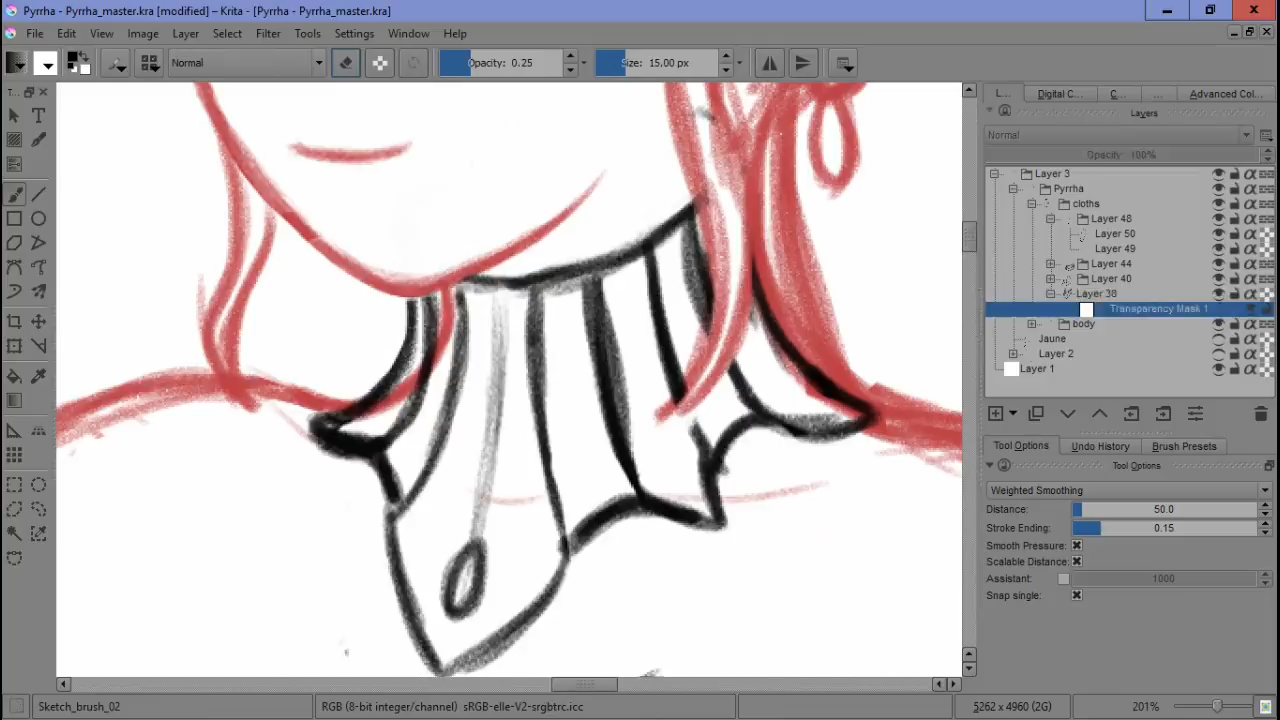 Pyrrha - Pyrrha_master.kra [modified] – Krita - [Pyrrha - Pyrrha_master.kra]
File Edit View Image Layer Select Filter Tools Settings Window Help
Normal Opacity: 0.25 Size: 15.00 px
T... L... Digital C... C... ... Advanced Col...
Layers
Normal
Opacity: 100%
Layer 3
Pyrrha
cloths
Layer 48
Layer 50
Layer 49
Layer 44
Layer 40
Layer 38
Transparency Mask 1
body
Jaune
Layer 2
Layer 1
Tool Options Undo History Brush Presets
Tool Options
Weighted Smoothing
Distance: 50.0
Stroke Ending: 0.15
Smooth Pressure:
Scalable Distance:
Assistant: 1000
Snap single:
Sketch_brush_02 RGB (8-bit integer/channel) sRGB-elle-V2-srgbtrc.icc 5262 x 4960 (2G) 201%